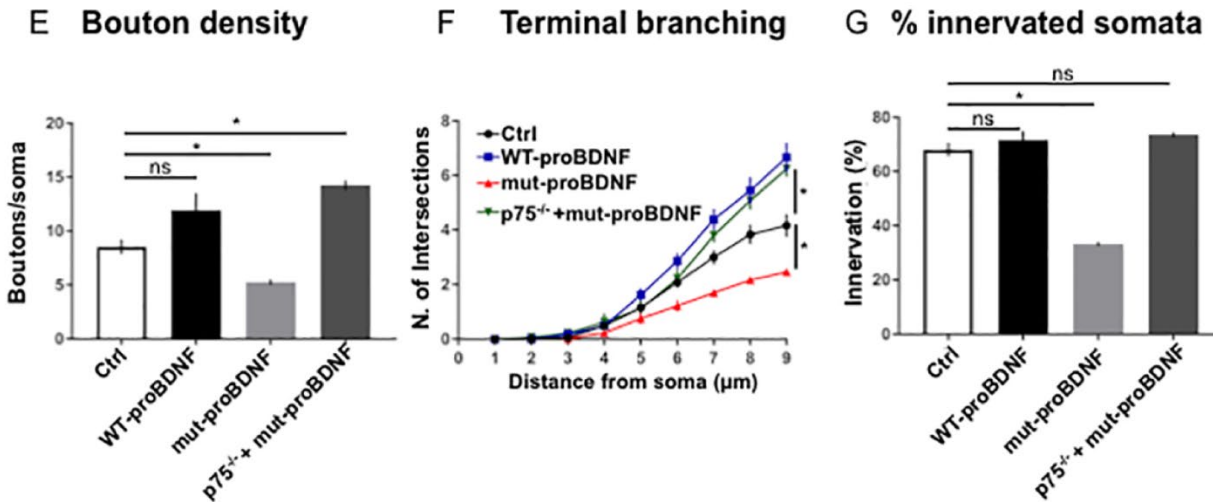 E Bouton density
Boutons/soma
20
15
10
5
0
ns
*
*
Ctrl
WT-proBDNF
mut-proBDNF
p75-/- + mut-proBDNF
F Terminal branching
N. of Intersections
8
6
4
2
0
Ctrl
WT-proBDNF
mut-proBDNF
p75-/- +mut-proBDNF
*
*
0 1 2 3 4 5 6 7 8 9
Distance from soma (µm)
G % innervated somata
Innervation (%)
80
60
40
20
0
ns
*
ns
Ctrl
WT-proBDNF
mut-proBDNF
p75-/- + mut-proBDNF